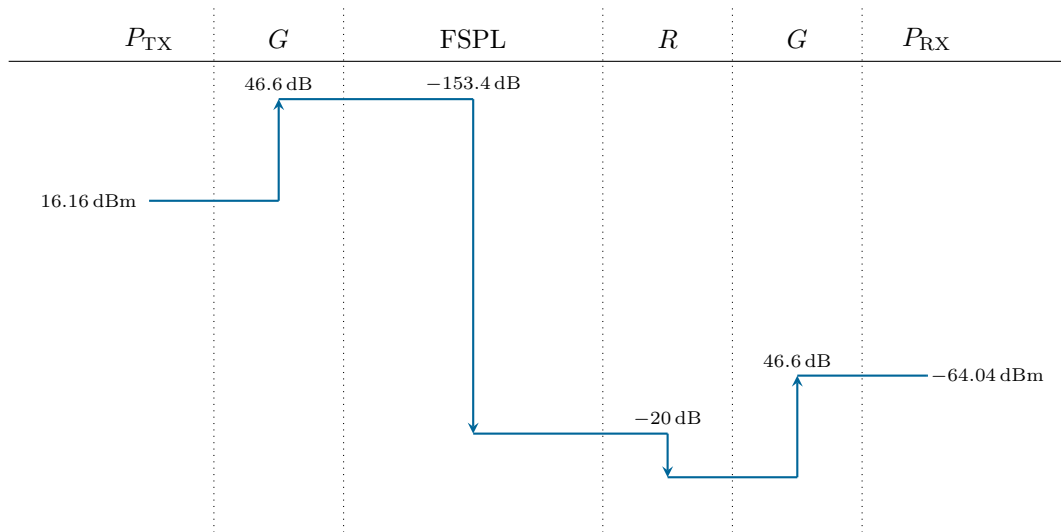 P_TX G FSPL R G P_RX
46.6 dB −153.4 dB
16.16 dBm
46.6 dB
−64.04 dBm
−20 dB